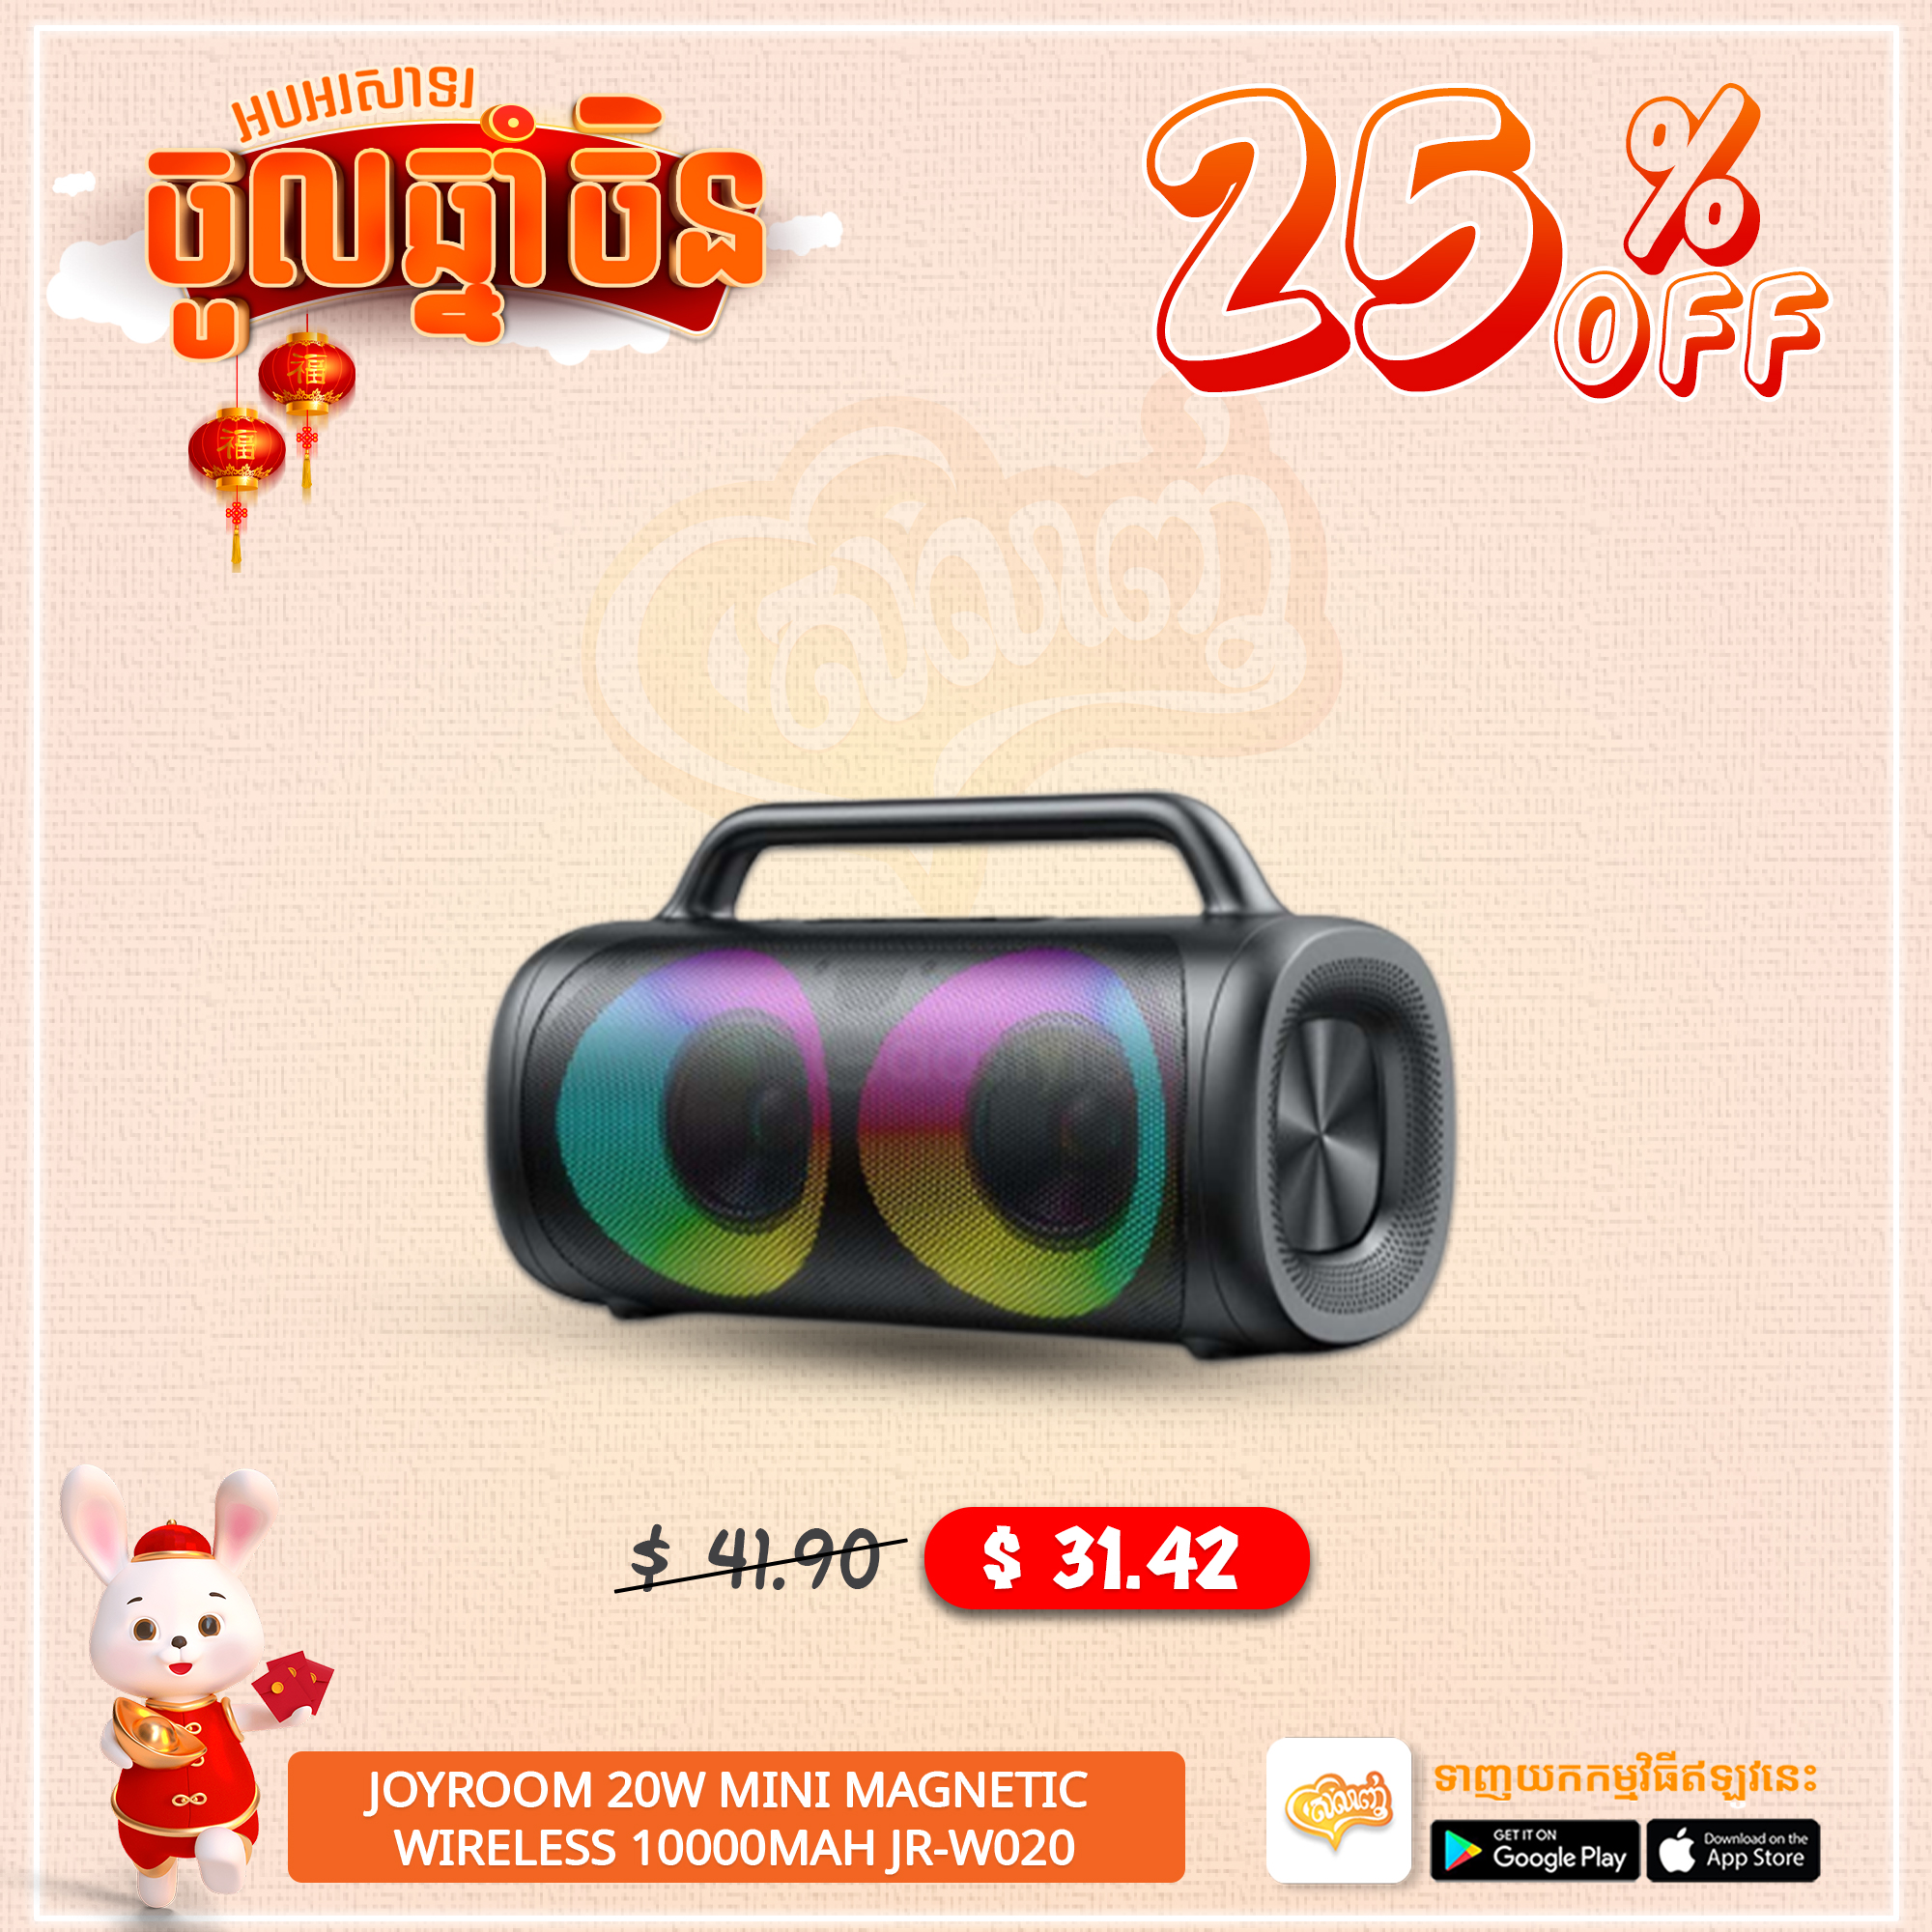 អបអរសាទរ
ចូលឆ្នាំចិន
25% OFF
福
福
$ 41.90
$ 31.42
JOYROOM 20W MINI MAGNETIC
WIRELESS 10000MAH JR-W020
ទាញយកកម្មវិធីឥឡូវនេះ
GET IT ON
Google Play
Download on the
App Store